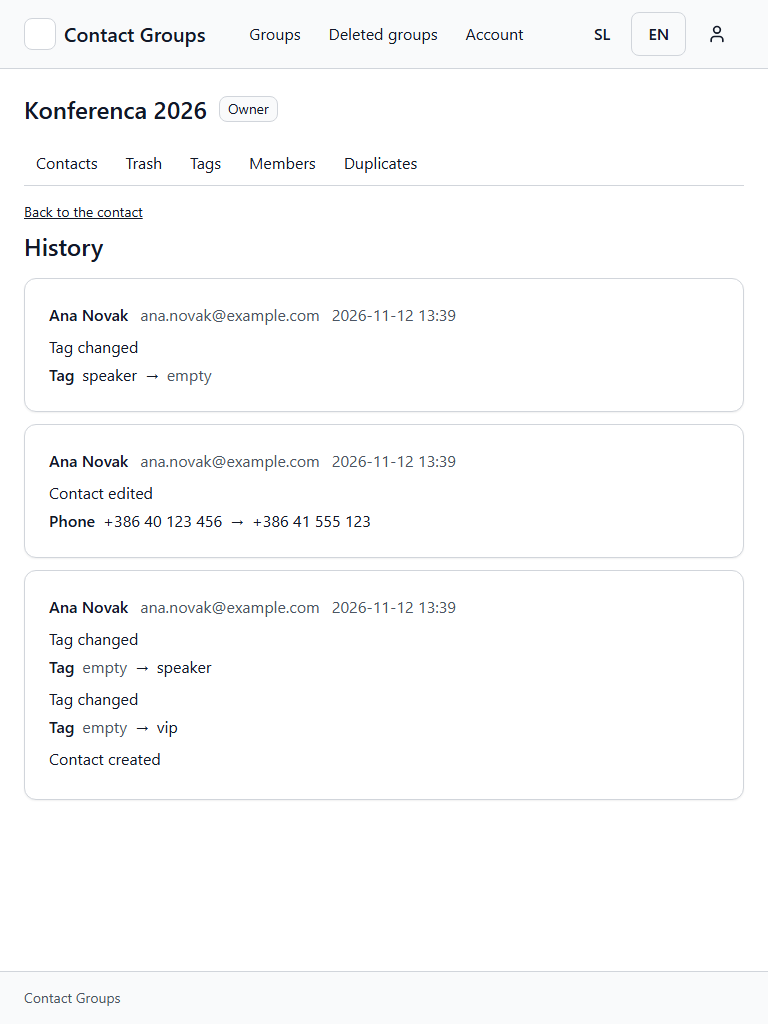 Contact Groups Groups Deleted groups Account SL EN
Konferenca 2026 Owner
Contacts Trash Tags Members Duplicates
Back to the contact
History
Ana Novak ana.novak@example.com 2026-11-12 13:39
Tag changed
Tag speaker → empty
Ana Novak ana.novak@example.com 2026-11-12 13:39
Contact edited
Phone +386 40 123 456 → +386 41 555 123
Ana Novak ana.novak@example.com 2026-11-12 13:39
Tag changed
Tag empty → speaker
Tag changed
Tag empty → vip
Contact created
Contact Groups